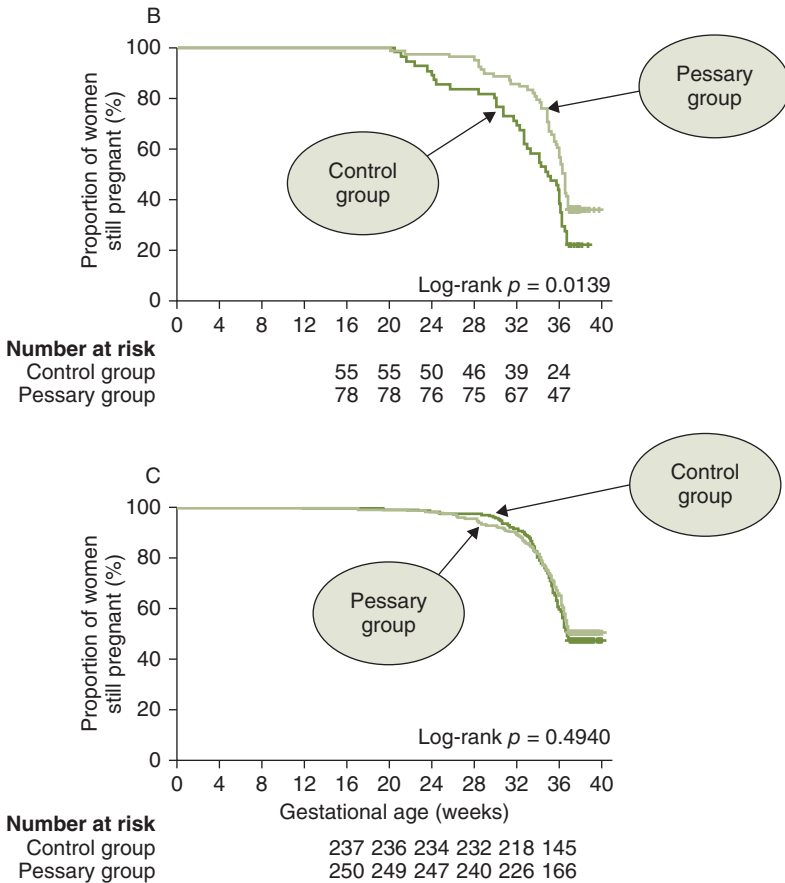 B
Proportion of women
still pregnant (%)
100
80
60
40
20
0
Pessary
group
Control
group
Log-rank p = 0.0139
0 4 8 12 16 20 24 28 32 36 40
Number at risk
Control group 55 55 50 46 39 24
Pessary group 78 78 76 75 67 47
C
Proportion of women
still pregnant (%)
100
80
60
40
20
0
Control
group
Pessary
group
Log-rank p = 0.4940
0 4 8 12 16 20 24 28 32 36 40
Gestational age (weeks)
Number at risk
Control group 237 236 234 232 218 145
Pessary group 250 249 247 240 226 166